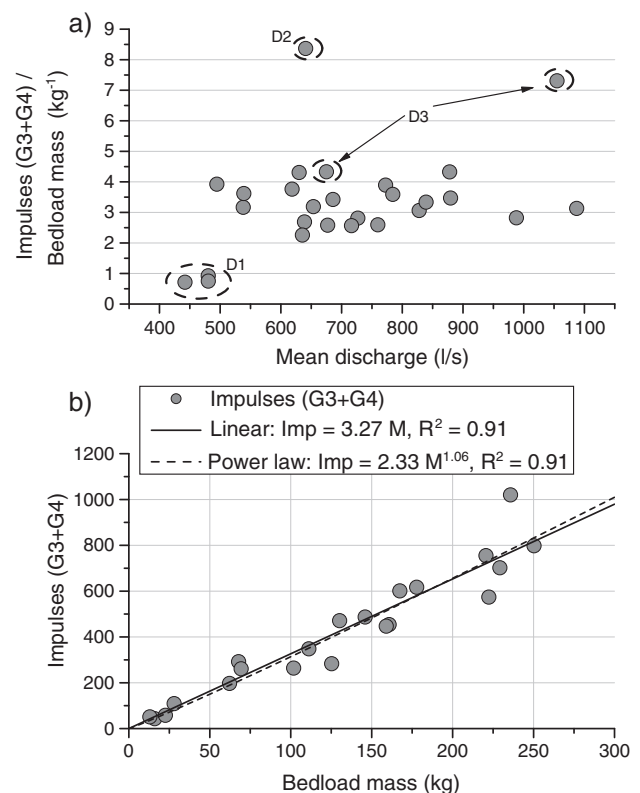 a)
Impulses (G3+G4) /
Bedload mass (kg⁻¹)
9
8
7
6
5
4
3
2
1
0
D2
D3
D1
400 500 600 700 800 900 1000 1100
Mean discharge (l/s)
b)
Impulses (G3+G4)
Linear: Imp = 3.27 M, R² = 0.91
Power law: Imp = 2.33 M¹·⁰⁶, R² = 0.91
Impulses (G3+G4)
1200
1000
800
600
400
200
0
0 50 100 150 200 250 300
Bedload mass (kg)